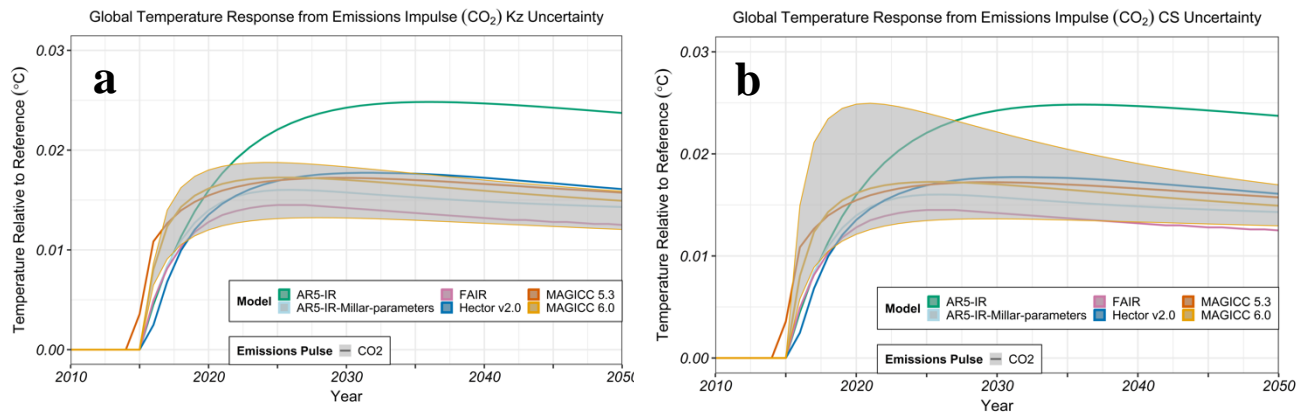 Global Temperature Response from Emissions Impulse (CO₂) Kz Uncertainty
a
Temperature Relative to Reference (°C)
0.03
0.02
0.01
0.00
Model
AR5-IR
FAIR
MAGICC 5.3
AR5-IR-Millar-parameters
Hector v2.0
MAGICC 6.0
Emissions Pulse
CO2
2010
2020
2030
2040
2050
Year
Global Temperature Response from Emissions Impulse (CO₂) CS Uncertainty
b
Temperature Relative to Reference (°C)
0.03
0.02
0.01
0.00
Model
AR5-IR
FAIR
MAGICC 5.3
AR5-IR-Millar-parameters
Hector v2.0
MAGICC 6.0
Emissions Pulse
CO2
2010
2020
2030
2040
2050
Year